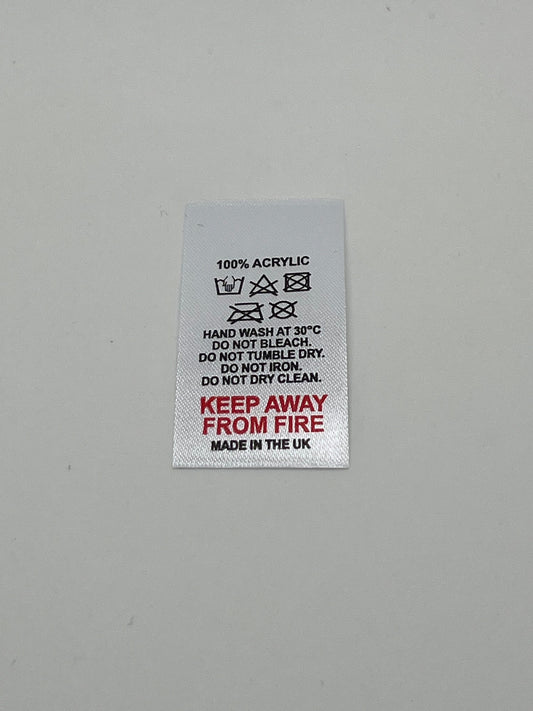 100% ACRYLIC
HAND WASH AT 30°C
DO NOT BLEACH.
DO NOT TUMBLE DRY.
DO NOT IRON.
DO NOT DRY CLEAN.
KEEP AWAY
FROM FIRE
MADE IN THE UK